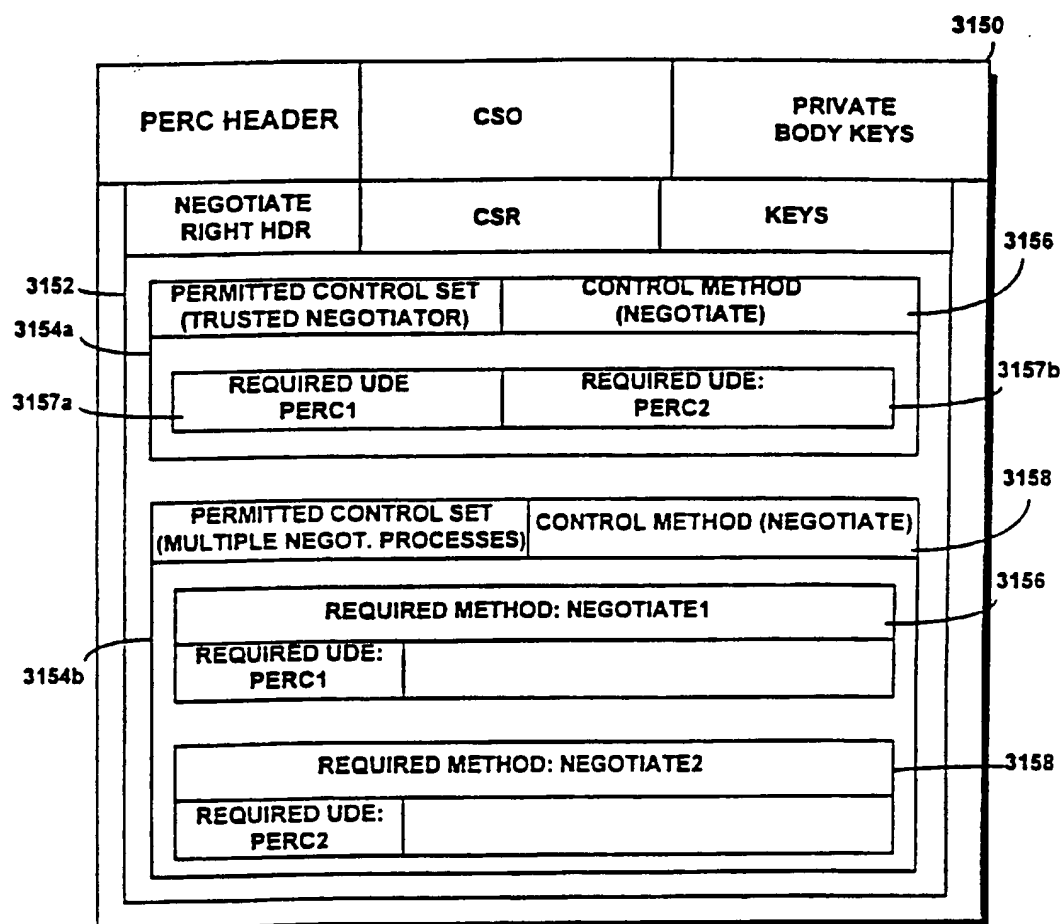 3150
PERC HEADER
CSO
PRIVATE
BODY KEYS
NEGOTIATE
RIGHT HDR
CSR
KEYS
3156
3152
PERMITTED CONTROL SET
(TRUSTED NEGOTIATOR)
CONTROL METHOD
(NEGOTIATE)
3154a
REQUIRED UDE
PERC1
REQUIRED UDE:
PERC2
3157b
3157a
3158
PERMITTED CONTROL SET
(MULTIPLE NEGOT. PROCESSES)
CONTROL METHOD (NEGOTIATE)
3156
REQUIRED METHOD: NEGOTIATE1
REQUIRED UDE:
PERC1
3154b
REQUIRED METHOD: NEGOTIATE2
3158
REQUIRED UDE:
PERC2